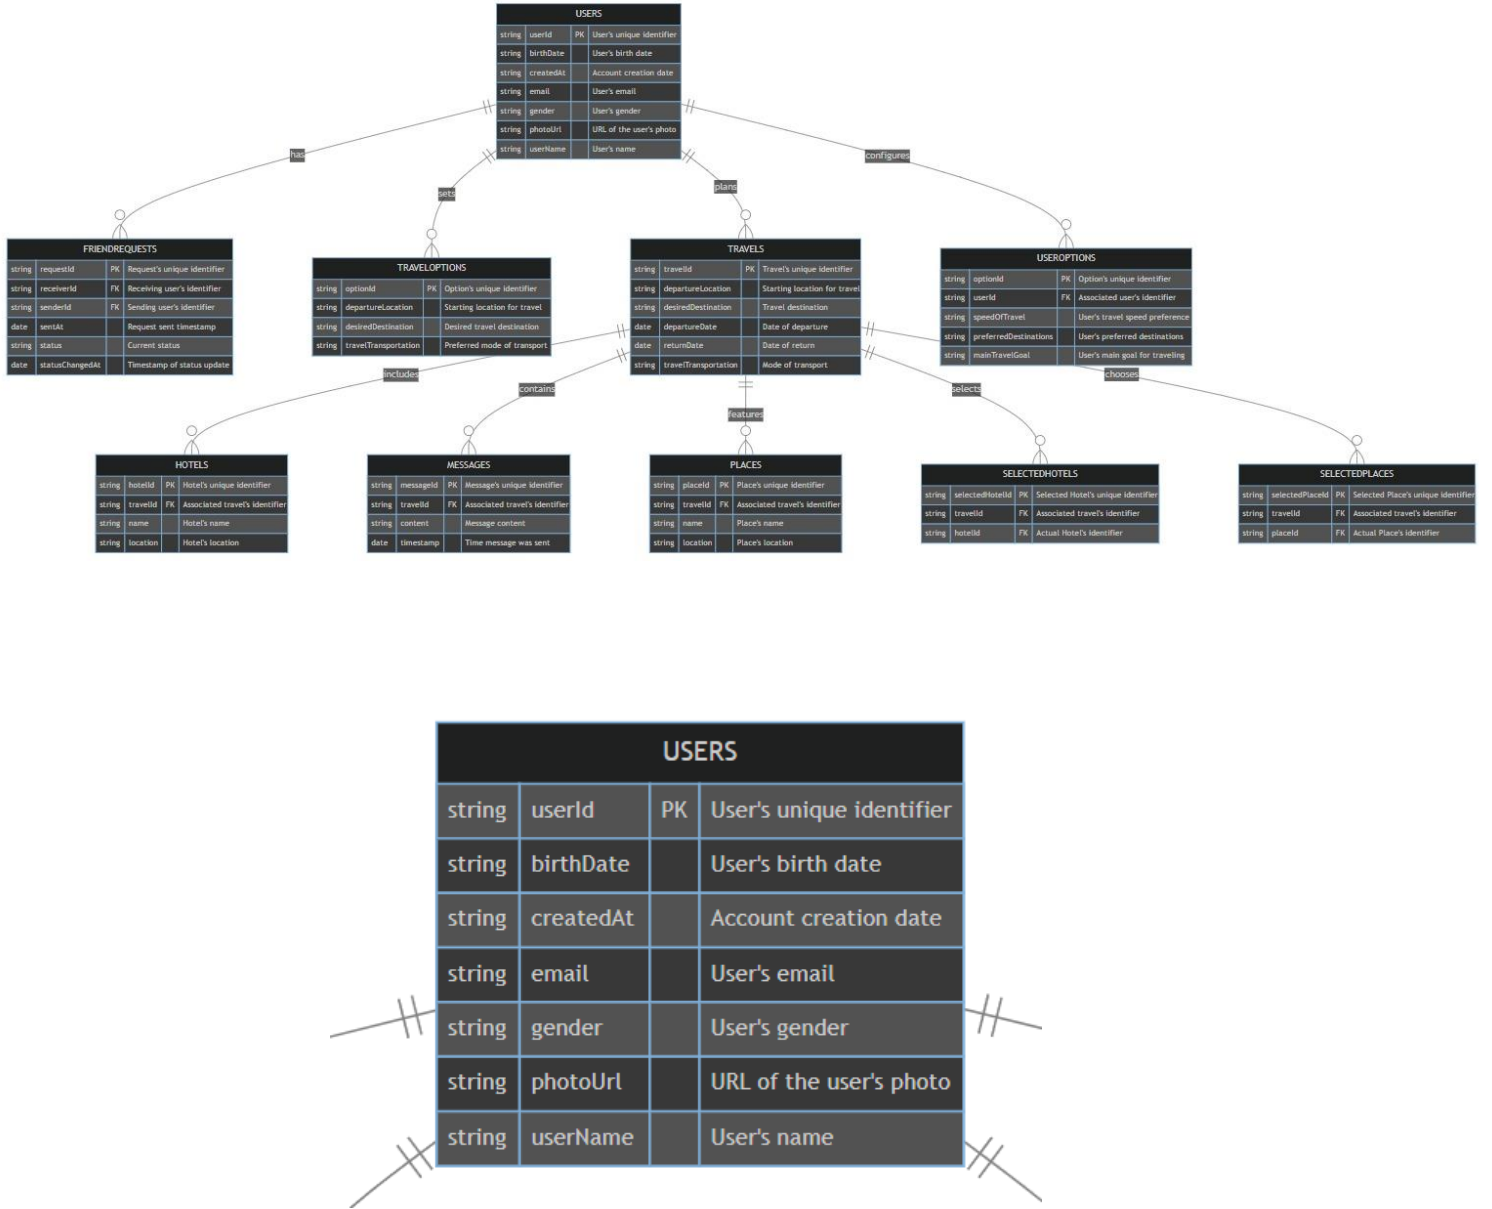 USERS
string userId PK User's unique identifier
string birthDate User's birth date
string createdAt Account creation date
string email User's email
string gender User's gender
string photoUrl URL of the user's photo
string userName User's name
has
sets
plans
configures
FRIENDREQUESTS
string requestId PK Request's unique identifier
string receiverId FK Receiving user's identifier
string senderId FK Sending user's identifier
date sentAt Request sent timestamp
string status Current status
date statusChangedAt Timestamp of status update
TRAVELOPTIONS
string optionId PK Option's unique identifier
string departureLocation Starting location for travel
string desiredDestination Desired travel destination
string travelTransportation Preferred mode of transport
TRAVELS
string travelId PK Travel's unique identifier
string departureLocation Starting location for travel
string desiredDestination Travel destination
date departureDate Date of departure
date returnDate Date of return
string travelTransportation Mode of transport
USEROPTIONS
string optionId PK Option's unique identifier
string userId FK Associated user's identifier
string speedOfTravel User's travel speed preference
string preferredDestinations User's preferred destinations
string mainTravelGoal User's main goal for traveling
includes
contains
features
selects
chooses
HOTELS
string hotelId PK Hotel's unique identifier
string travelId FK Associated travel's identifier
string name Hotel's name
string location Hotel's location
MESSAGES
string messageId PK Message's unique identifier
string travelId FK Associated travel's identifier
string content Message content
date timestamp Time message was sent
PLACES
string placeId PK Place's unique identifier
string travelId FK Associated travel's identifier
string name Place's name
string location Place's location
SELECTEDHOTELS
string selectedHotelId PK Selected Hotel's unique identifier
string travelId FK Associated travel's identifier
string hotelId FK Actual Hotel's identifier
SELECTEDPLACES
string selectedPlaceId PK Selected Place's unique identifier
string travelId FK Associated travel's identifier
string placeId FK Actual Place's identifier
USERS
string userId PK User's unique identifier
string birthDate User's birth date
string createdAt Account creation date
string email User's email
string gender User's gender
string photoUrl URL of the user's photo
string userName User's name